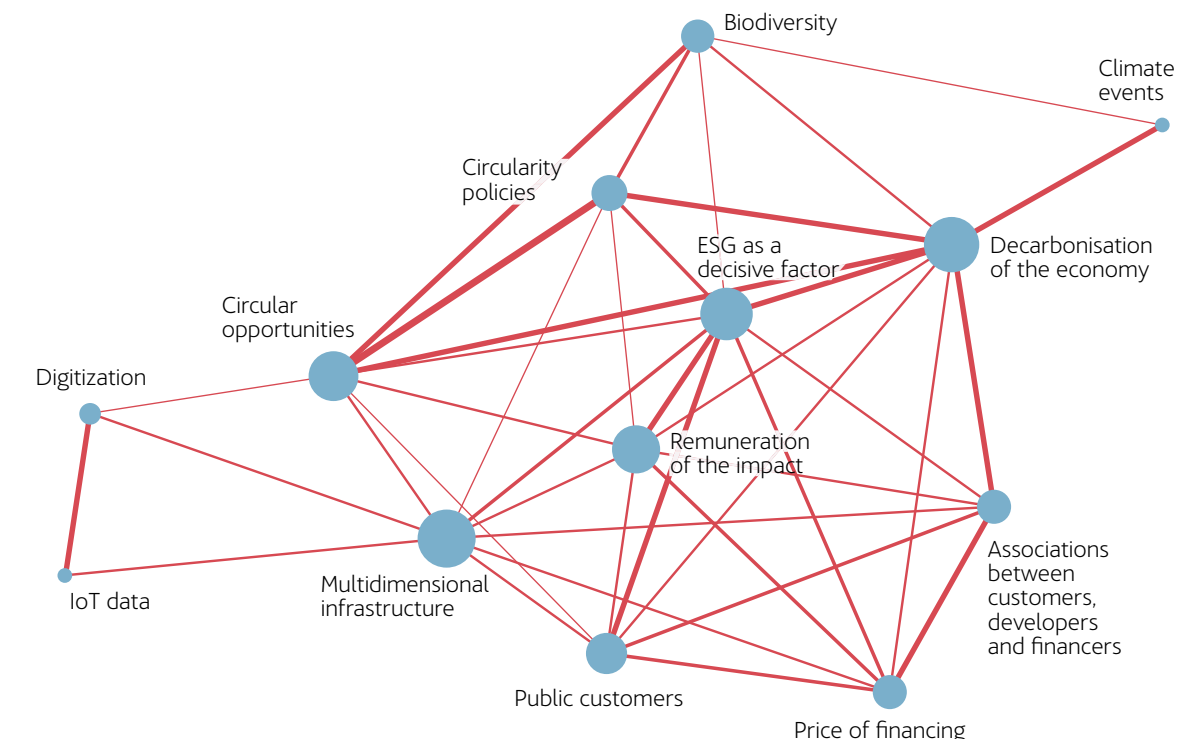 Biodiversity
Climate
events
Circularity
policies
ESG as a
decisive factor
Decarbonisation
of the economy
Circular
opportunities
Digitization
Remuneration
of the impact
Associations
between
customers,
developers
and financers
Multidimensional
infrastructure
IoT data
Public customers
Price of financing